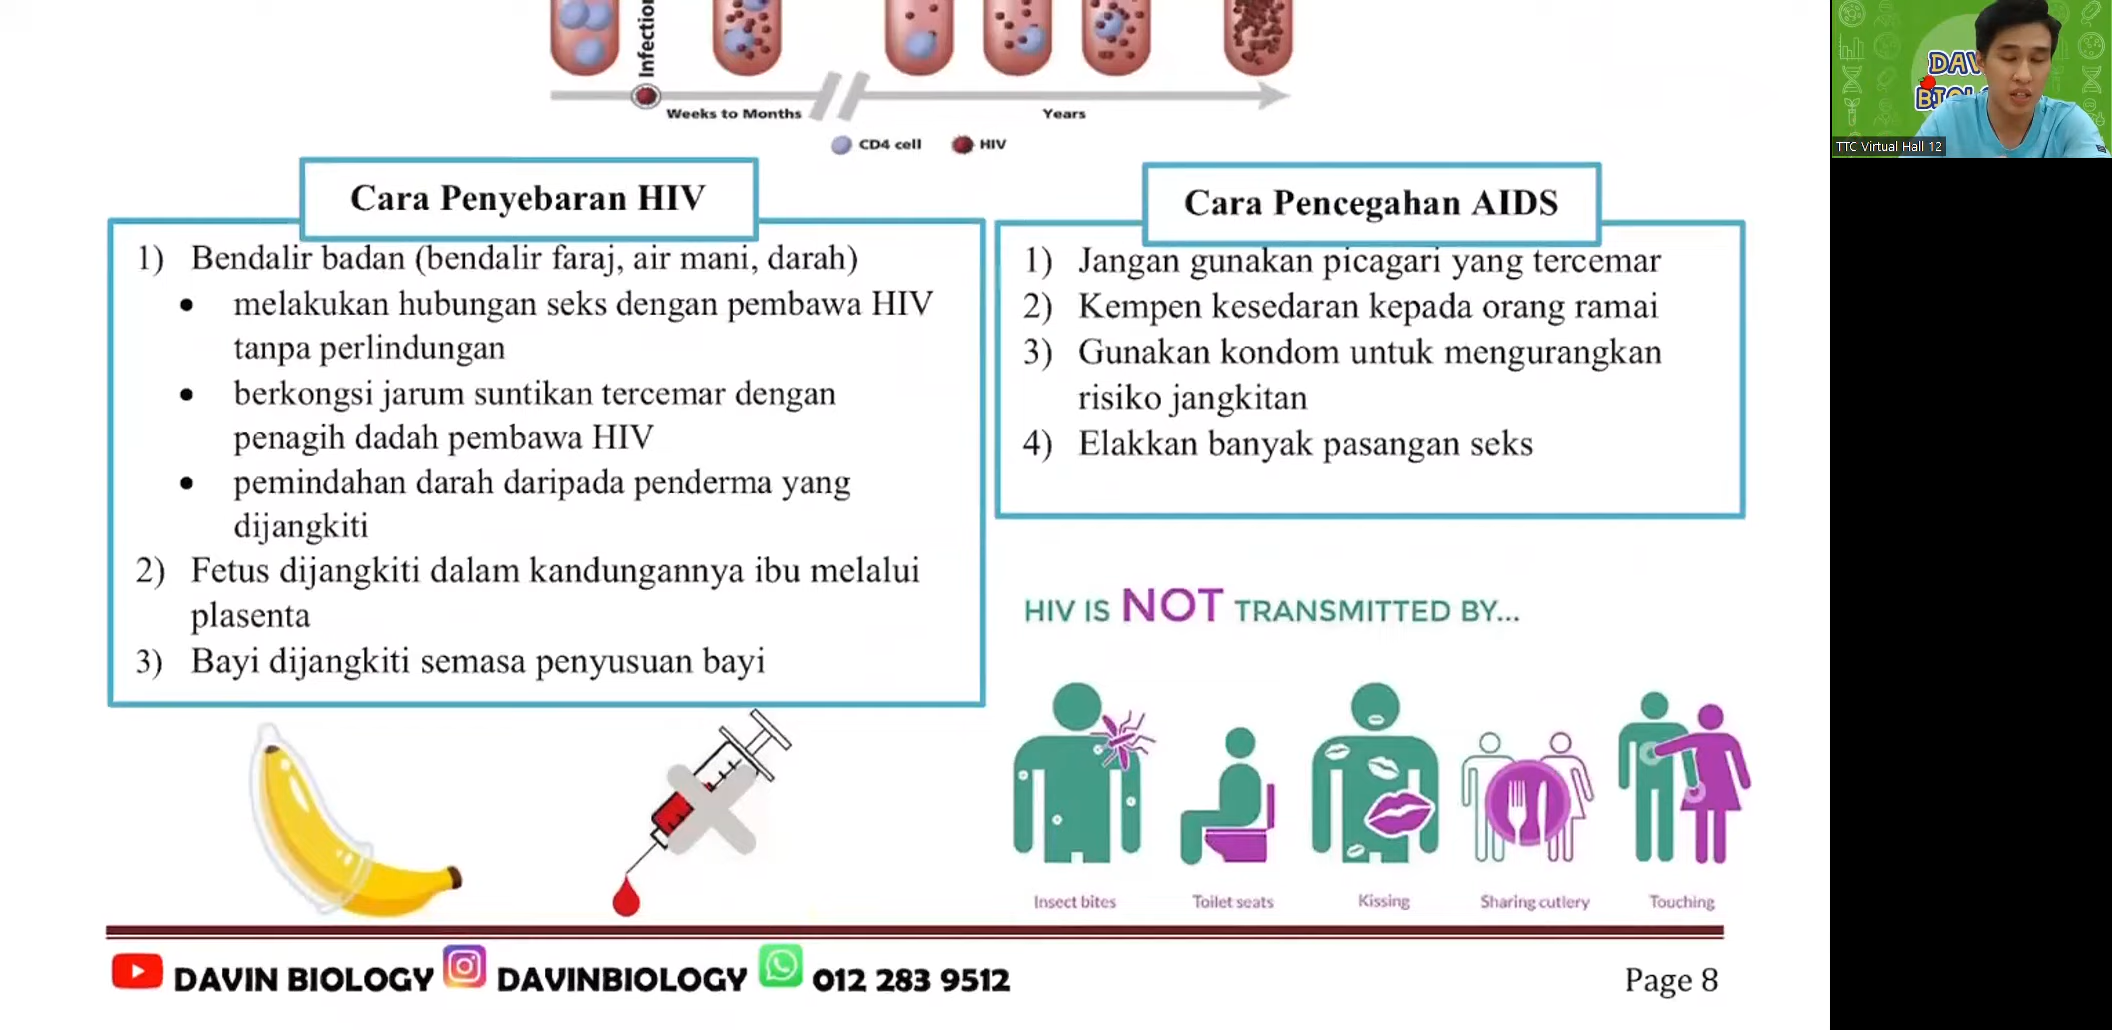 Infection
Weeks to Months
Years
CD4 cell
HIV
TTC Virtual Hall 12
Cara Penyebaran HIV
1) Bendalir badan (bendalir faraj, air mani, darah)
• melakukan hubungan seks dengan pembawa HIV
tanpa perlindungan
• berkongsi jarum suntikan tercemar dengan
penagih dadah pembawa HIV
• pemindahan darah daripada penderma yang
dijangkiti
2) Fetus dijangkiti dalam kandungannya ibu melalui
plasenta
3) Bayi dijangkiti semasa penyusuan bayi
Cara Pencegahan AIDS
1) Jangan gunakan picagari yang tercemar
2) Kempen kesedaran kepada orang ramai
3) Gunakan kondom untuk mengurangkan
risiko jangkitan
4) Elakkan banyak pasangan seks
HIV IS NOT TRANSMITTED BY...
Insect bites
Toilet seats
Kissing
Sharing cutlery
Touching
DAVIN BIOLOGY DAVINBIOLOGY 012 283 9512
Page 8